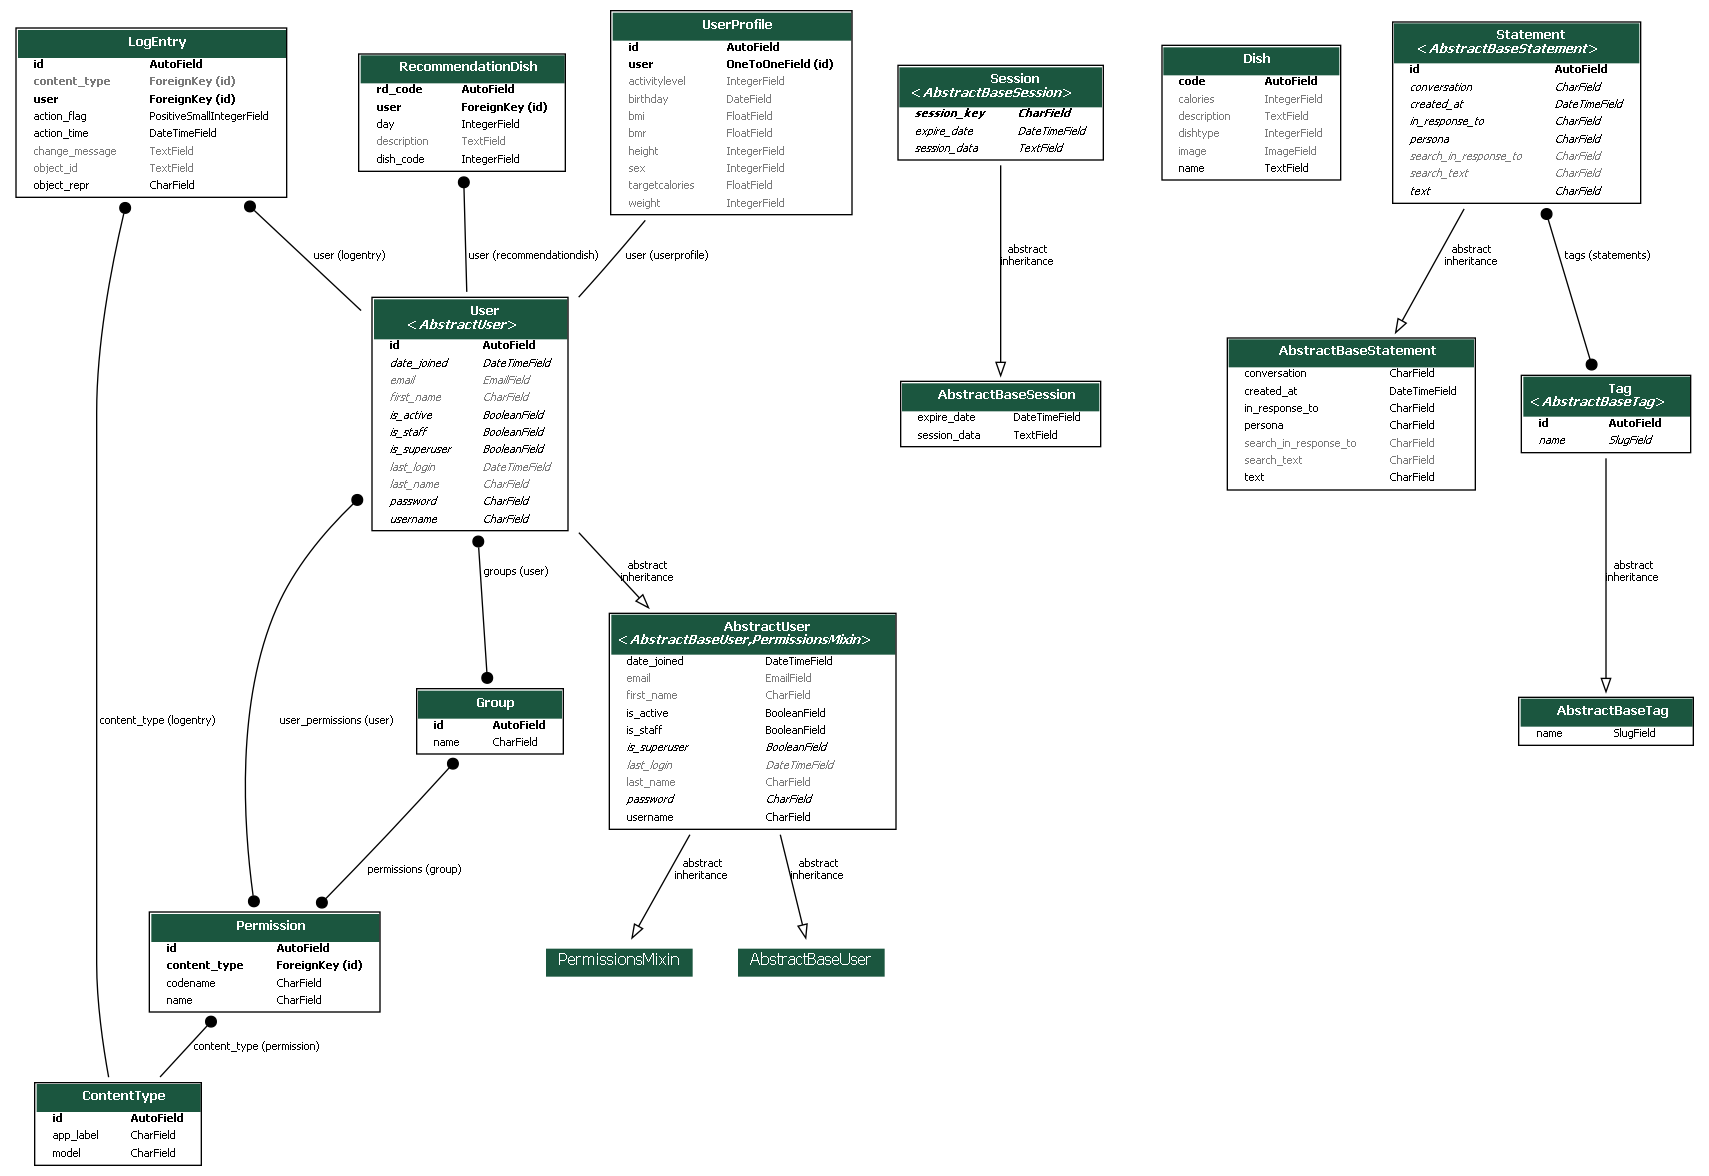 LogEntry
id AutoField
content_type ForeignKey (id)
user ForeignKey (id)
action_flag PositiveSmallIntegerField
action_time DateTimeField
change_message TextField
object_id TextField
object_repr CharField
RecommendationDish
rd_code AutoField
user ForeignKey (id)
day IntegerField
description TextField
dish_code IntegerField
UserProfile
id AutoField
user OneToOneField (id)
activitylevel IntegerField
birthday DateField
bmi FloatField
bmr FloatField
height IntegerField
sex IntegerField
targetcalories FloatField
weight IntegerField
Session
<AbstractBaseSession>
session_key CharField
expire_date DateTimeField
session_data TextField
Dish
code AutoField
calories IntegerField
description TextField
dishtype IntegerField
image ImageField
name TextField
Statement
<AbstractBaseStatement>
id AutoField
conversation CharField
created_at DateTimeField
in_response_to CharField
persona CharField
search_in_response_to CharField
search_text CharField
text CharField
user (logentry)
user (recommendationdish)
user (userprofile)
abstract
inheritance
abstract
inheritance
tags (statements)
User
<AbstractUser>
id AutoField
date_joined DateTimeField
email EmailField
first_name CharField
is_active BooleanField
is_staff BooleanField
is_superuser BooleanField
last_login DateTimeField
last_name CharField
password CharField
username CharField
AbstractBaseSession
expire_date DateTimeField
session_data TextField
AbstractBaseStatement
conversation CharField
created_at DateTimeField
in_response_to CharField
persona CharField
search_in_response_to CharField
search_text CharField
text CharField
Tag
<AbstractBaseTag>
id AutoField
name SlugField
groups (user)
abstract
inheritance
abstract
inheritance
AbstractUser
<AbstractBaseUser,PermissionsMixin>
date_joined DateTimeField
email EmailField
first_name CharField
is_active BooleanField
is_staff BooleanField
is_superuser BooleanField
last_login DateTimeField
last_name CharField
password CharField
username CharField
Group
id AutoField
name CharField
AbstractBaseTag
name SlugField
content_type (logentry)
user_permissions (user)
permissions (group)
abstract
inheritance
abstract
inheritance
Permission
id AutoField
content_type ForeignKey (id)
codename CharField
name CharField
PermissionsMixin
AbstractBaseUser
content_type (permission)
ContentType
id AutoField
app_label CharField
model CharField